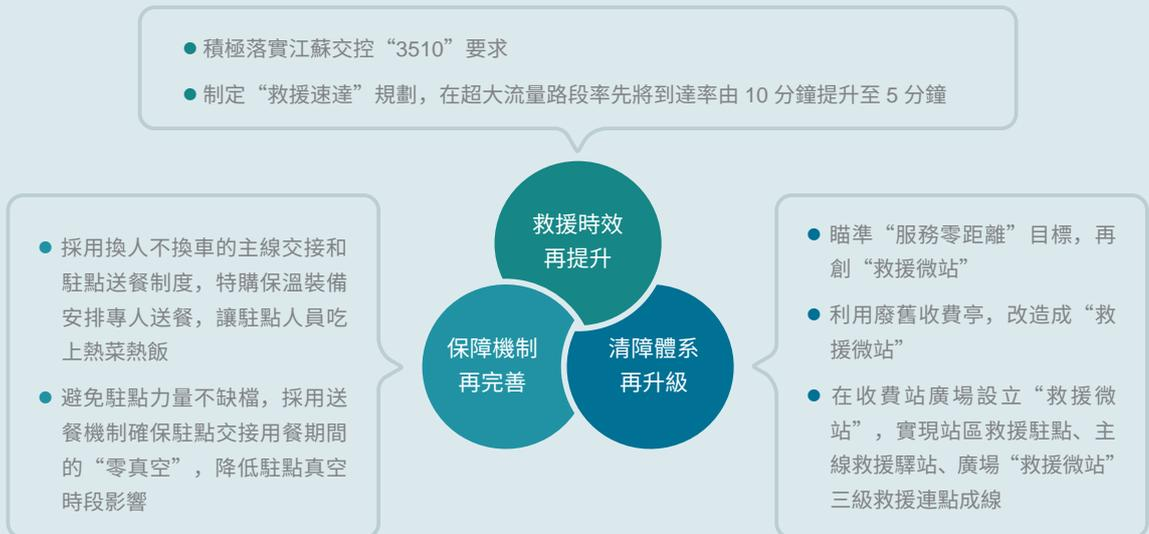 ● 積極落實江蘇交控“3510”要求
● 制定“救援速達”規劃，在超大流量路段率先將到達率由 10 分鐘提升至 5 分鐘
救援時效
再提升
● 採用換人不換車的主線交接和
駐點送餐制度，特購保溫裝備
安排專人送餐，讓駐點人員吃
上熱菜熱飯
● 避免駐點力量不缺檔，採用送
餐機制確保駐點交接用餐期間
的“零真空”，降低駐點真空
時段影響
保障機制
再完善
清障體系
再升級
● 瞄準“服務零距離”目標，再
創“救援微站”
● 利用廢舊收費亭，改造成“救
援微站”
● 在收費站廣場設立“救援微
站”，實現站區救援駐點、主
線救援驛站、廣場“救援微站”
三級救援連點成線